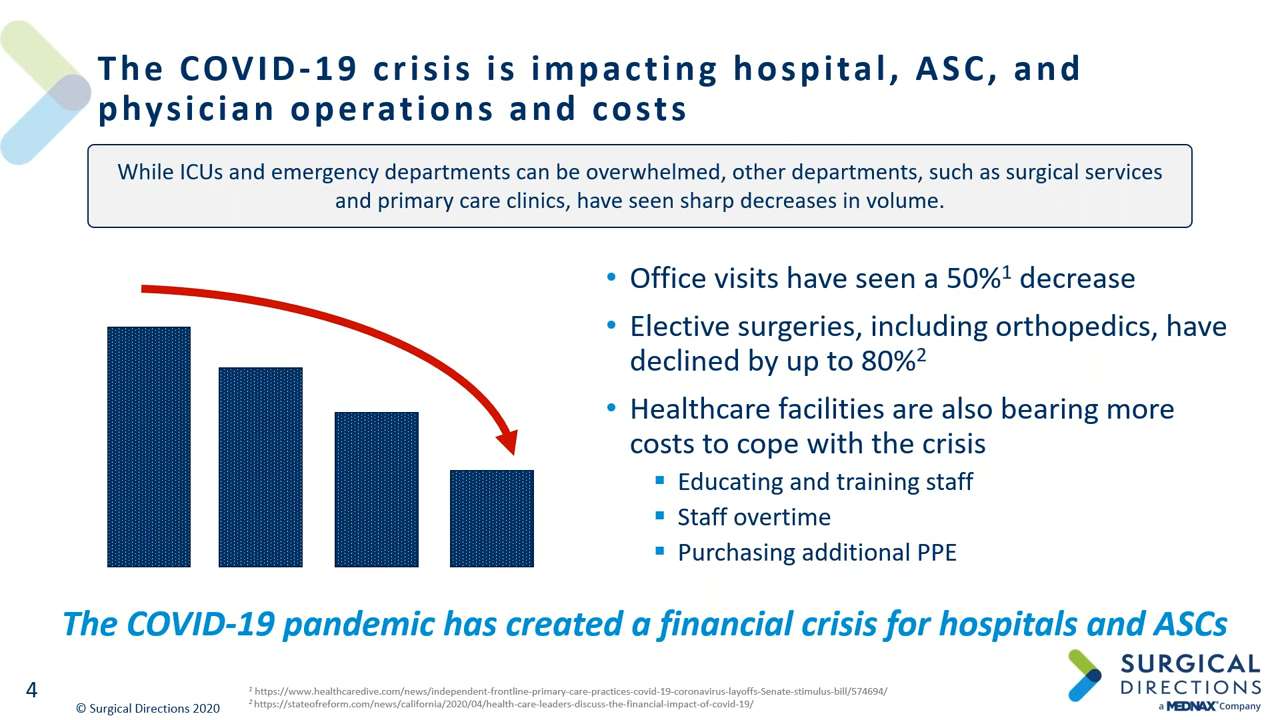 The COVID-19 crisis is impacting hospital, ASC, and
physician operations and costs
While ICUs and emergency departments can be overwhelmed, other departments, such as surgical services
and primary care clinics, have seen sharp decreases in volume.
• Office visits have seen a 50%¹ decrease
• Elective surgeries, including orthopedics, have
declined by up to 80%²
• Healthcare facilities are also bearing more
costs to cope with the crisis
▪ Educating and training staff
▪ Staff overtime
▪ Purchasing additional PPE
The COVID-19 pandemic has created a financial crisis for hospitals and ASCs
4
© Surgical Directions 2020
¹ https://www.healthcaredive.com/news/independent-frontline-primary-care-practices-covid-19-coronavirus-layoffs-Senate-stimulus-bill/574694/
² https://stateofreform.com/news/california/2020/04/health-care-leaders-discuss-the-financial-impact-of-covid-19/
SURGICAL
DIRECTIONS
a MEDNAX® Company